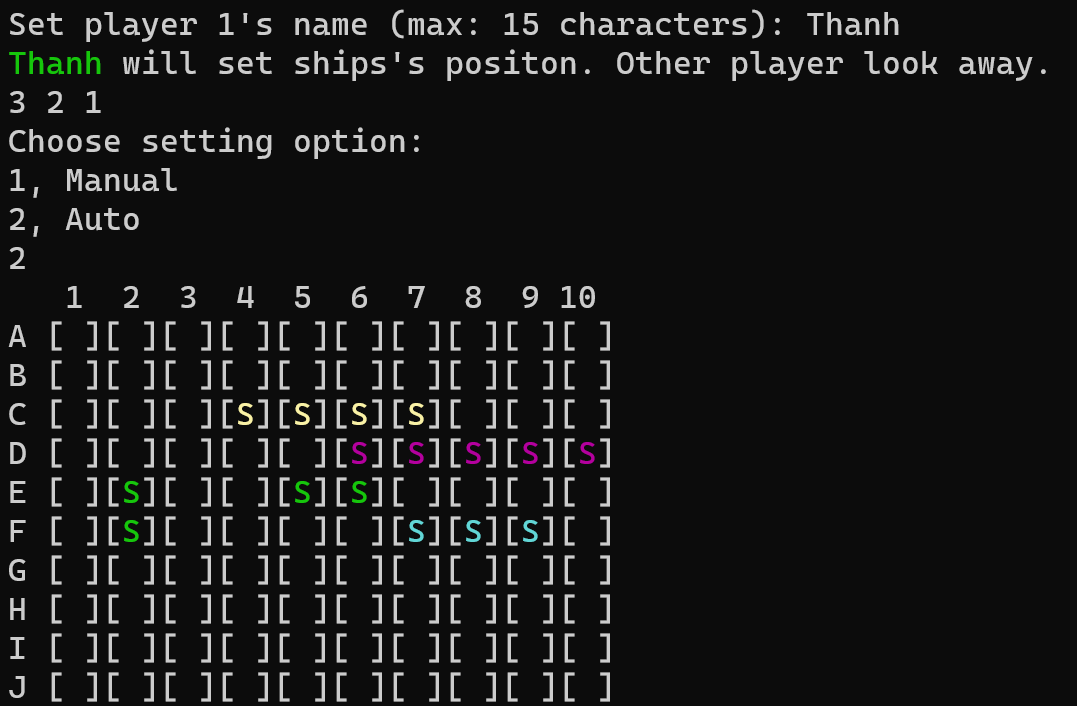 Set player 1's name (max: 15 characters): Thanh
Thanh will set ships's positon. Other player look away.
3 2 1
Choose setting option:
1, Manual
2, Auto
2
   1  2  3  4  5  6  7  8  9 10
A [ ][ ][ ][ ][ ][ ][ ][ ][ ][ ]
B [ ][ ][ ][ ][ ][ ][ ][ ][ ][ ]
C [ ][ ][ ][S][S][S][S][ ][ ][ ]
D [ ][ ][ ][ ][ ][S][S][S][S][S]
E [ ][S][ ][ ][S][S][ ][ ][ ][ ]
F [ ][S][ ][ ][ ][ ][S][S][S][ ]
G [ ][ ][ ][ ][ ][ ][ ][ ][ ][ ]
H [ ][ ][ ][ ][ ][ ][ ][ ][ ][ ]
I [ ][ ][ ][ ][ ][ ][ ][ ][ ][ ]
J [ ][ ][ ][ ][ ][ ][ ][ ][ ][ ]